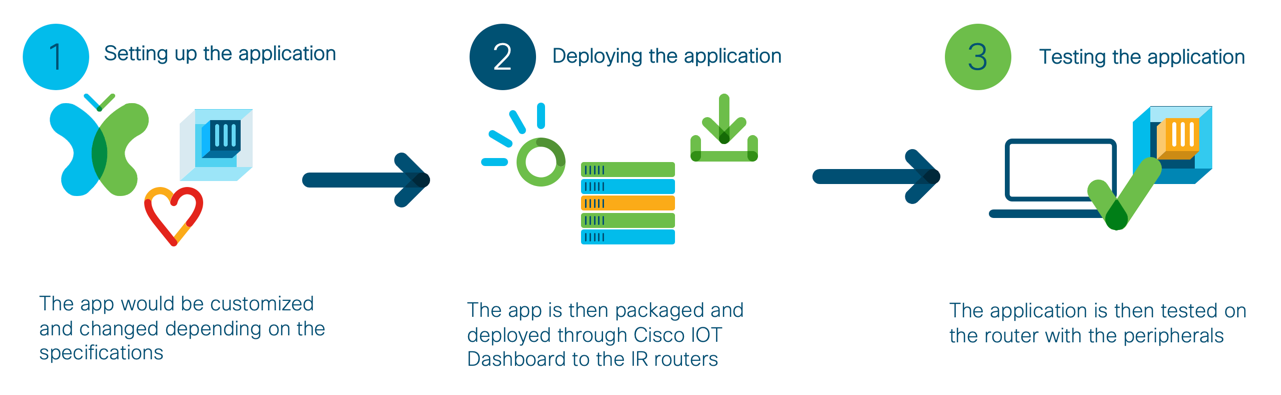 1
Setting up the application
2
Deploying the application
3
Testing the application
The app would be customized
and changed depending on the
specifications
The app is then packaged and
deployed through Cisco IOT
Dashboard to the IR routers
The application is then tested on
the router with the peripherals